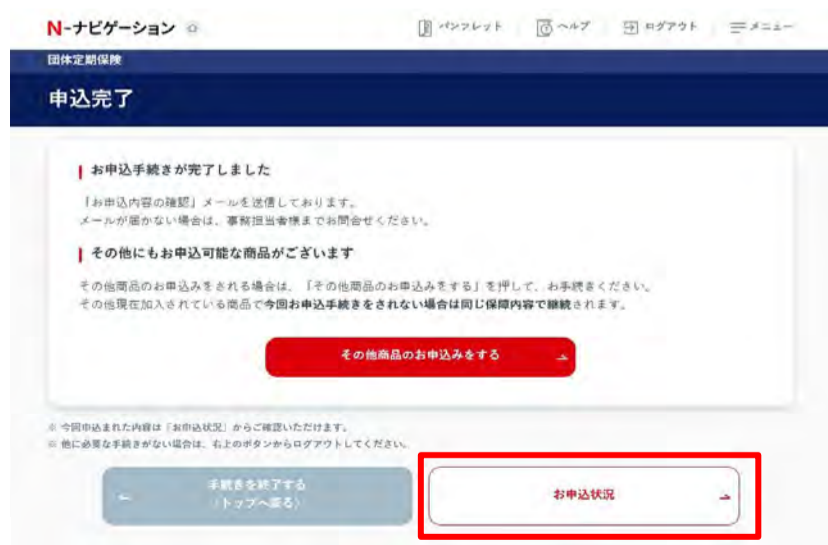 N-ナビゲーション
パンフレット ヘルプ ログアウト メニュー
団体定期保険
申込完了
お申込手続きが完了しました
「お申込内容の確認」メールを送信しております。
メールが届かない場合は、事務担当者様までお問合せください。
その他にもお申込可能な商品がございます
その他商品のお申込みをされる場合は、「その他商品のお申込みをする」を押して、お手続きください。
その他現在加入されている商品で今回お申込手続きをされない場合は同じ保障内容で継続されます。
その他商品のお申込みをする
※ 今回申込まれた内容は「お申込状況」からご確認いただけます。
※ 他に必要な手続きがない場合は、右上のボタンからログアウトしてください。
手続きを終了する
（トップへ戻る）
お申込状況